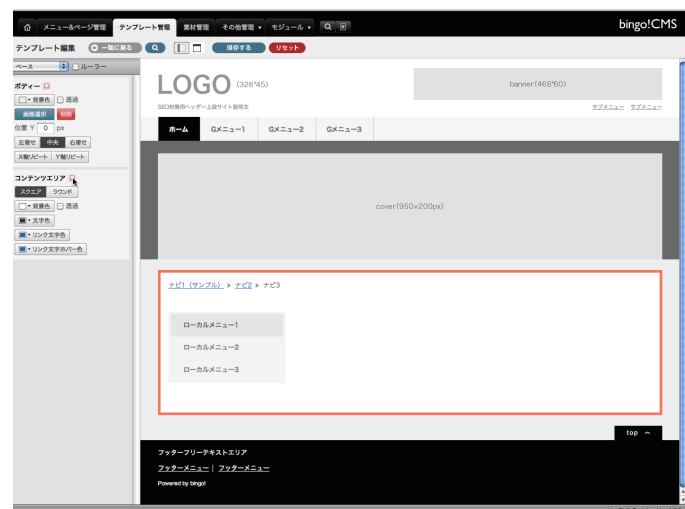 メニュー&ページ管理 テンプレート管理 素材管理 その他管理 ▾ モジュール ▾ bingo!CMS
テンプレート編集 一覧に戻る 保存する リセット
ベース ルーラー
ボディー
背景色 透過
画像選択 削除
位置 Y 0 px
左寄せ 中央 右寄せ
X軸リピート Y軸リピート
コンテンツエリア
スクエア ラウンド
背景色 透過
文字色
リンク文字色
リンク文字ホバー色
LOGO (326*45)
banner(468*60)
SEO対策用ヘッダー上段サイト説明文
サブメニュー サブメニュー
ホーム Gメニュー1 Gメニュー2 Gメニュー3
cover(950×200px)
ナビ1（サンプル） > ナビ2 > ナビ3
ローカルメニュー1
ローカルメニュー2
ローカルメニュー3
top
フッターフリーテキストエリア
フッターメニュー | フッターメニュー
Powered by bingo!